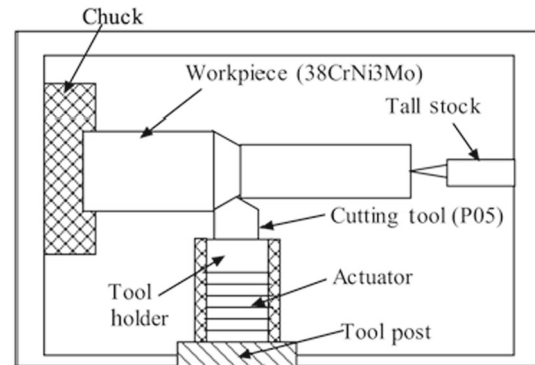 Chuck
Workpiece (38CrNi3Mo)
Tall stock
Cutting tool (P05)
Tool holder
Actuator
Tool post